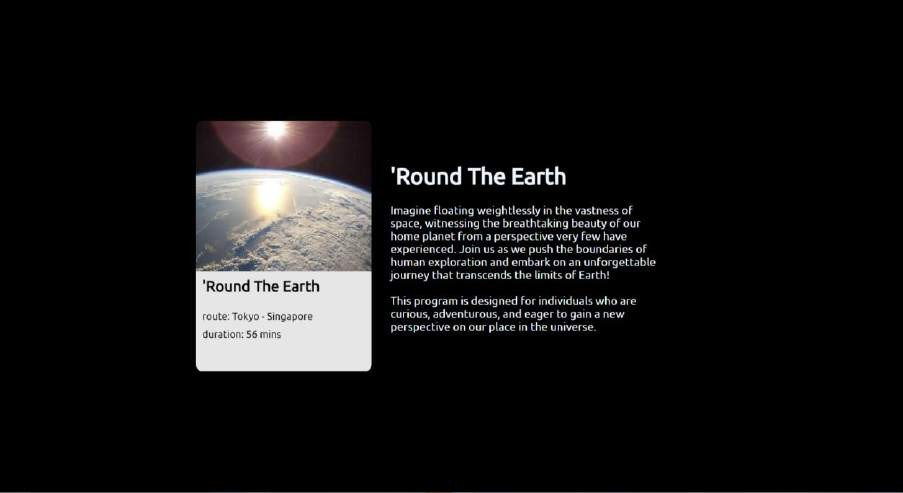 'Round The Earth
route: Tokyo - Singapore
duration: 56 mins
'Round The Earth
Imagine floating weightlessly in the vastness of
space, witnessing the breathtaking beauty of our
home planet from a perspective very few have
experienced. Join us as we push the boundaries of
human exploration and embark on an unforgettable
journey that transcends the limits of Earth!
This program is designed for individuals who are
curious, adventurous, and eager to gain a new
perspective on our place in the universe.